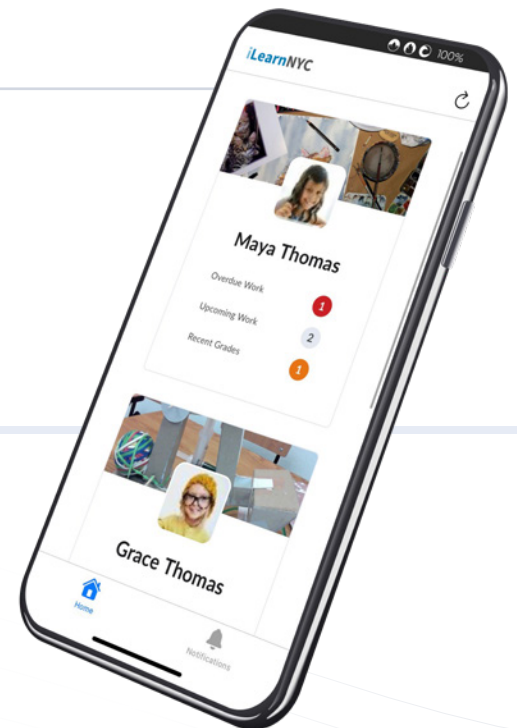 100%
iLearnNYC
Maya Thomas
Overdue Work 1
Upcoming Work 2
Recent Grades 1
Grace Thomas
Home
Notifications